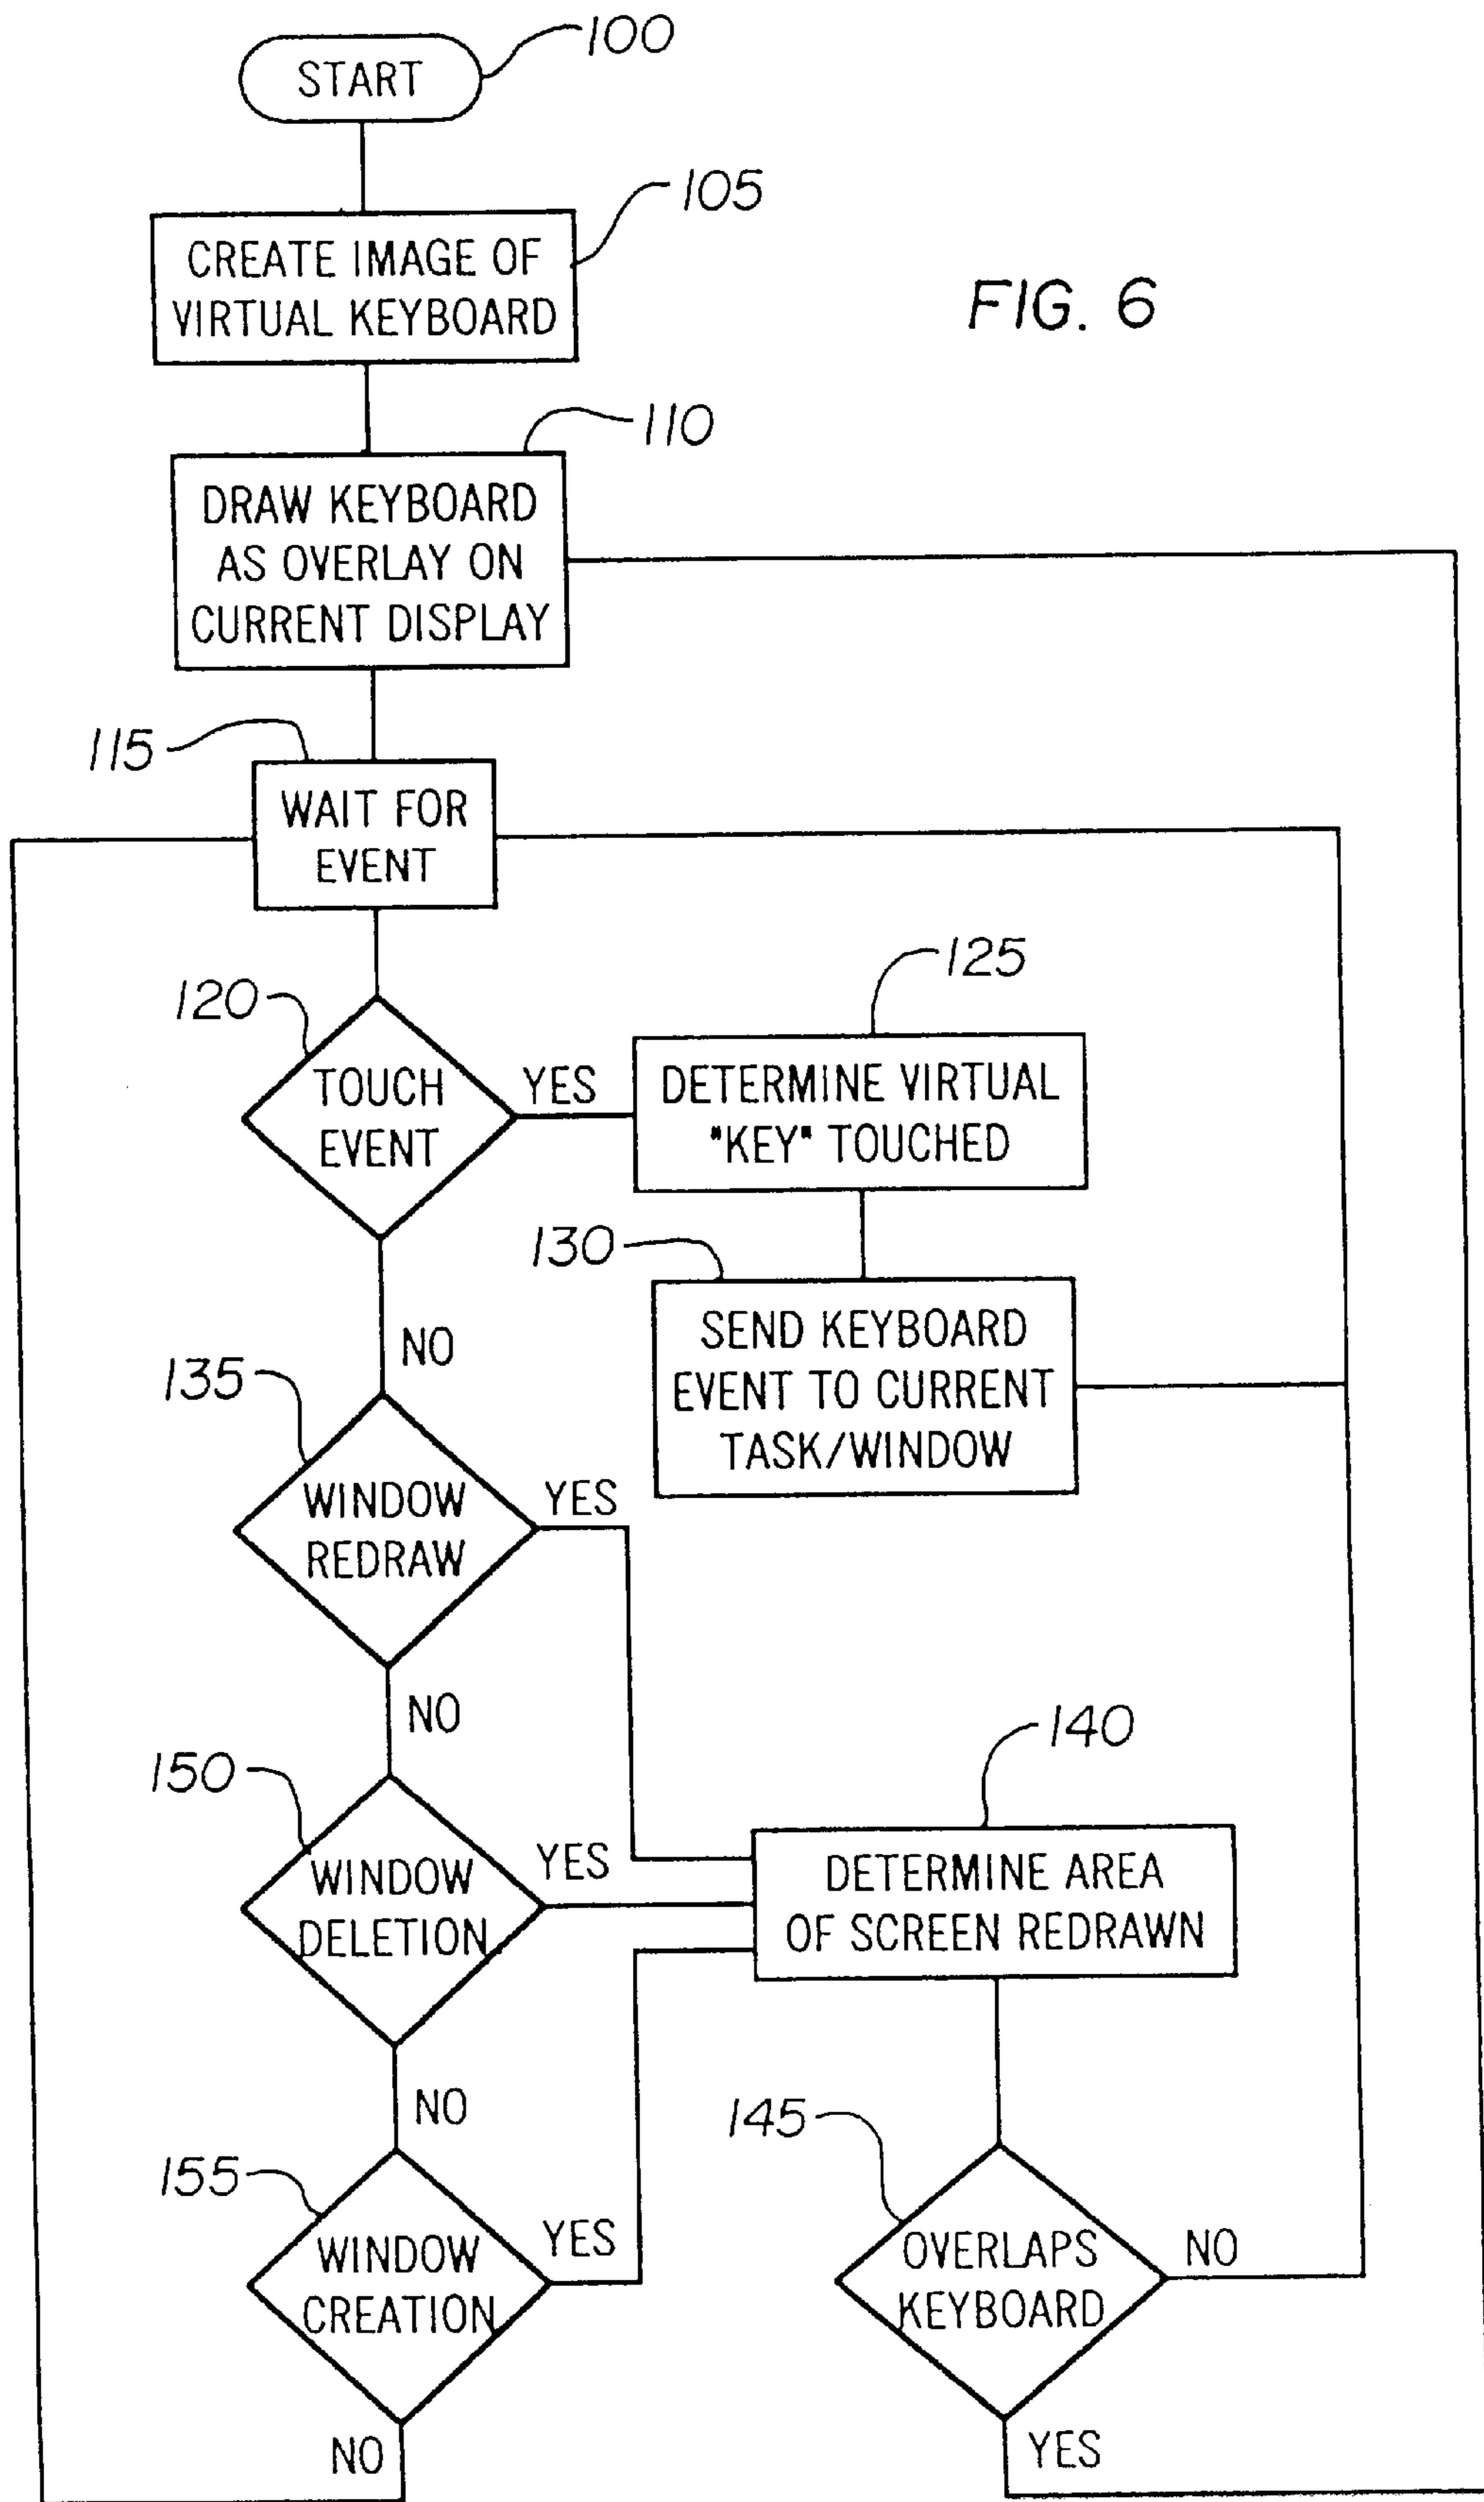 100
START
105
CREATE IMAGE OF
VIRTUAL KEYBOARD
FIG. 6
110
DRAW KEYBOARD
AS OVERLAY ON
CURRENT DISPLAY
115
WAIT FOR
EVENT
120
TOUCH
EVENT
YES
125
DETERMINE VIRTUAL
"KEY" TOUCHED
130
SEND KEYBOARD
EVENT TO CURRENT
TASK/WINDOW
NO
135
WINDOW
REDRAW
YES
NO
150
WINDOW
DELETION
YES
140
DETERMINE AREA
OF SCREEN REDRAWN
NO
155
WINDOW
CREATION
YES
145
OVERLAPS
KEYBOARD
NO
NO
YES